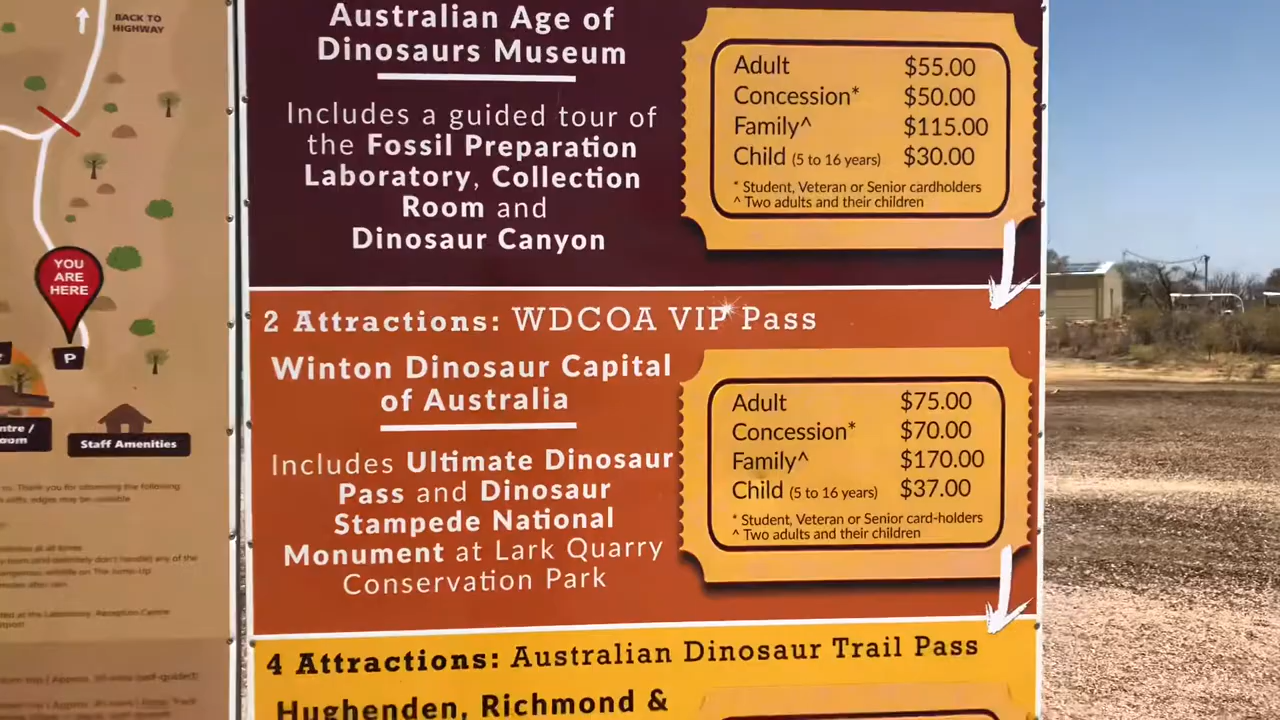 BACK TO
HIGHWAY
YOU
ARE
HERE
P
Staff Amenities
Australian Age of
Dinosaurs Museum
Includes a guided tour of
the Fossil Preparation
Laboratory, Collection
Room and
Dinosaur Canyon
Adult $55.00
Concession* $50.00
Family^ $115.00
Child (5 to 16 years) $30.00
* Student, Veteran or Senior cardholders
^ Two adults and their children
2 Attractions: WDCOA VIP Pass
Winton Dinosaur Capital
of Australia
Includes Ultimate Dinosaur
Pass and Dinosaur
Stampede National
Monument at Lark Quarry
Conservation Park
Adult $75.00
Concession* $70.00
Family^ $170.00
Child (5 to 16 years) $37.00
* Student, Veteran or Senior card-holders
^ Two adults and their children
4 Attractions: Australian Dinosaur Trail Pass
Hughenden, Richmond &